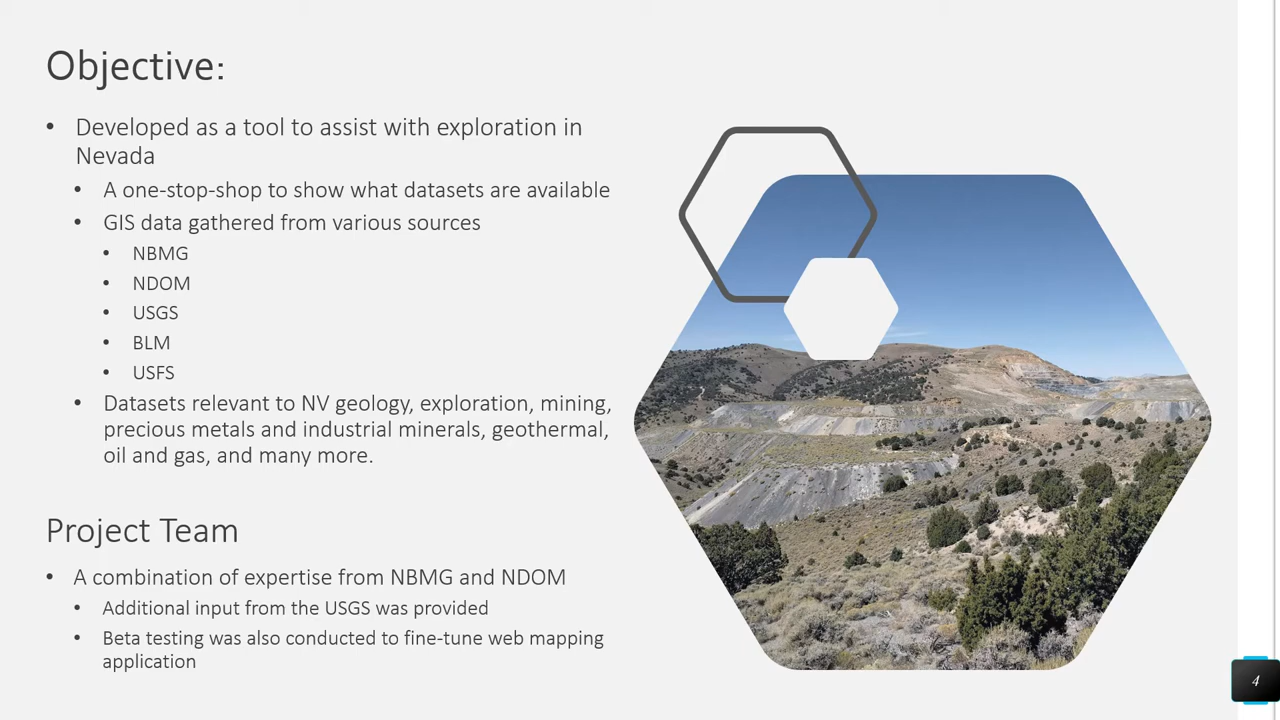 Objective:
• Developed as a tool to assist with exploration in
Nevada
• A one-stop-shop to show what datasets are available
• GIS data gathered from various sources
• NBMG
• NDOM
• USGS
• BLM
• USFS
• Datasets relevant to NV geology, exploration, mining,
precious metals and industrial minerals, geothermal,
oil and gas, and many more.
Project Team
• A combination of expertise from NBMG and NDOM
• Additional input from the USGS was provided
• Beta testing was also conducted to fine-tune web mapping
application
4